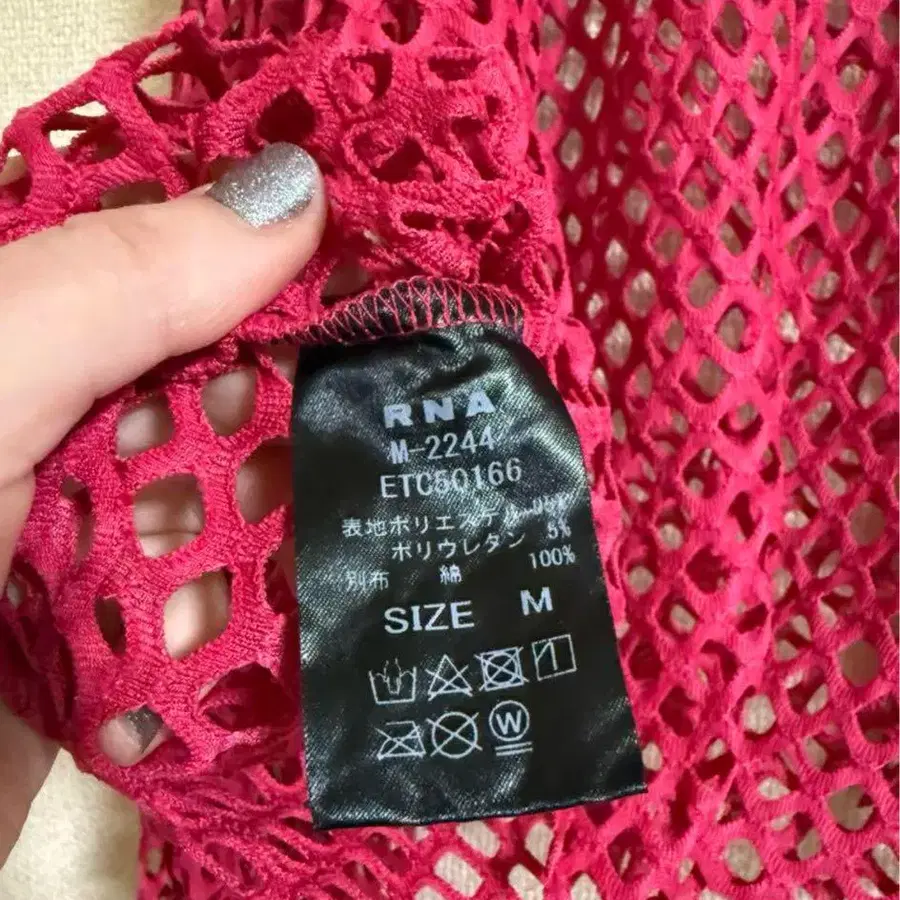 RNA
M-2244
ETC50166
表地ポリエステル 95%
ポリウレタン 5%
別布 綿 100%
SIZE M
W